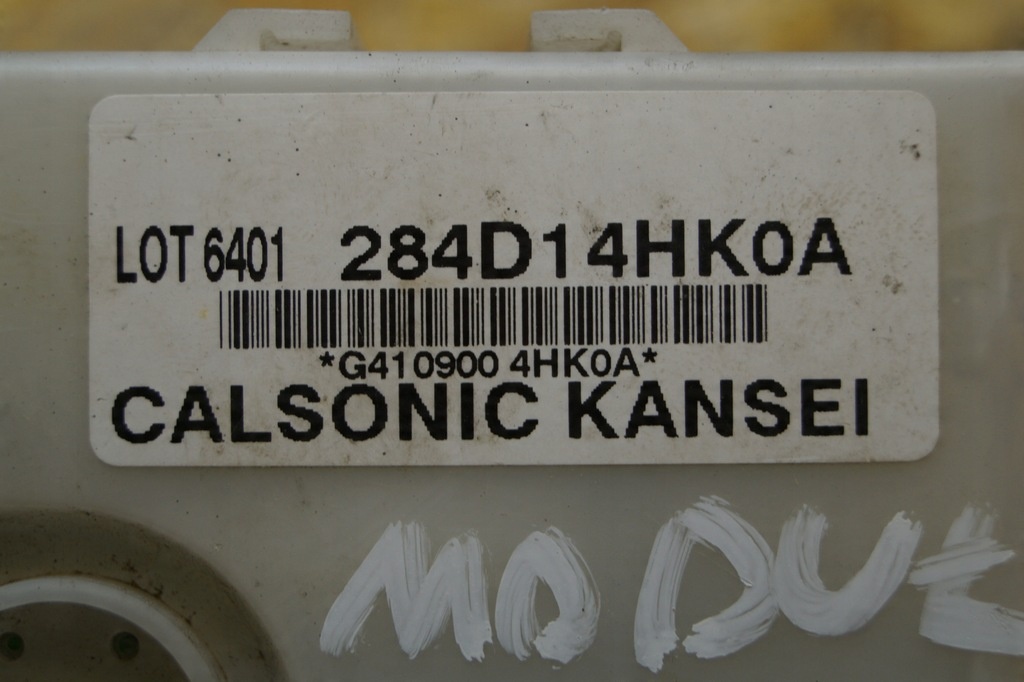 LOT 6401 284D14HK0A
*G410900 4HK0A*
CALSONIC KANSEI
MODUL